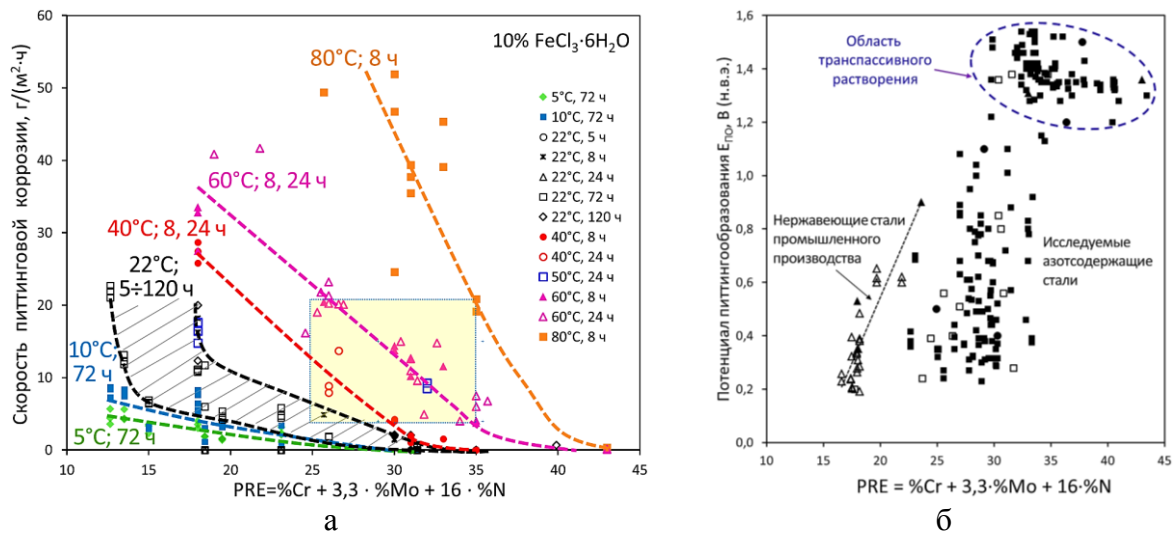 Скорость питтинговой коррозии, г/(м²·ч)
60
50
40
30
20
10
0
10% FeCl₃·6H₂O
80°C; 8 ч
60°C; 8, 24 ч
40°C; 8, 24 ч
22°C;
5÷120 ч
10°C;
72 ч
5°C; 72 ч
5°C, 72 ч
10°C, 72 ч
22°C, 5 ч
22°C, 8 ч
22°C, 24 ч
22°C, 72 ч
22°C, 120 ч
40°C, 8 ч
40°C, 24 ч
50°C, 24 ч
60°C, 8 ч
60°C, 24 ч
80°C, 8 ч
10 15 20 25 30 35 40 45
PRE=%Cr + 3,3 · %Mo + 16 · %N
а
Потенциал питтингообразования Eпо, В (н.в.э.)
1,6
1,4
1,2
1,0
0,8
0,6
0,4
0,2
0,0
Область
транспассивного
растворения
Нержавеющие стали
промышленного
производства
Исследуемые
азотсодержащие
стали
10 15 20 25 30 35 40 45
PRE = %Cr + 3,3·%Mo + 16·%N
б